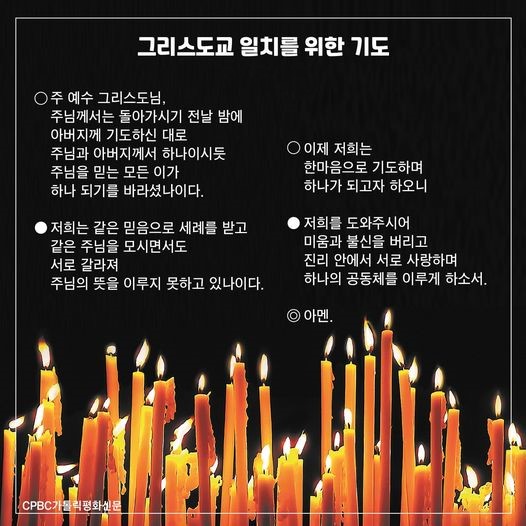 그리스도교 일치를 위한 기도
○ 주 예수 그리스도님,
주님께서는 돌아가시기 전날 밤에
아버지께 기도하신 대로
주님과 아버지께서 하나이시듯
주님을 믿는 모든 이가
하나 되기를 바라셨나이다.
● 저희는 같은 믿음으로 세례를 받고
같은 주님을 모시면서도
서로 갈라져
주님의 뜻을 이루지 못하고 있나이다.
○ 이제 저희는
한마음으로 기도하며
하나가 되고자 하오니
● 저희를 도와주시어
미움과 불신을 버리고
진리 안에서 서로 사랑하며
하나의 공동체를 이루게 하소서.
◎ 아멘.
CPBC가톨릭평화신문